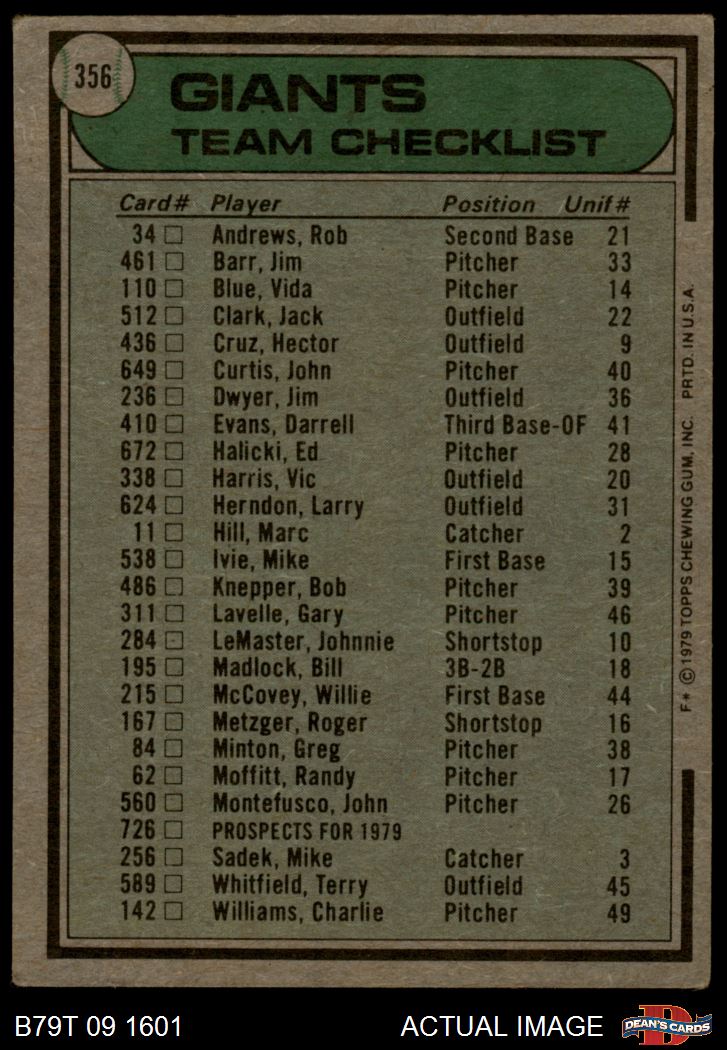 356
GIANTS
TEAM CHECKLIST
Card# Player Position Unif#
34 Andrews, Rob Second Base 21
461 Barr, Jim Pitcher 33
110 Blue, Vida Pitcher 14
512 Clark, Jack Outfield 22
436 Cruz, Hector Outfield 9
649 Curtis, John Pitcher 40
236 Dwyer, Jim Outfield 36
410 Evans, Darrell Third Base-OF 41
672 Halicki, Ed Pitcher 28
338 Harris, Vic Outfield 20
624 Herndon, Larry Outfield 31
11 Hill, Marc Catcher 2
538 Ivie, Mike First Base 15
486 Knepper, Bob Pitcher 39
311 Lavelle, Gary Pitcher 46
284 LeMaster, Johnnie Shortstop 10
195 Madlock, Bill 3B-2B 18
215 McCovey, Willie First Base 44
167 Metzger, Roger Shortstop 16
84 Minton, Greg Pitcher 38
62 Moffitt, Randy Pitcher 17
560 Montefusco, John Pitcher 26
726 PROSPECTS FOR 1979
256 Sadek, Mike Catcher 3
589 Whitfield, Terry Outfield 45
142 Williams, Charlie Pitcher 49
F* © 1979 TOPPS CHEWING GUM, INC. PRTD. IN U.S.A.
B79T 09 1601 ACTUAL IMAGE
D
DEAN'S CARDS